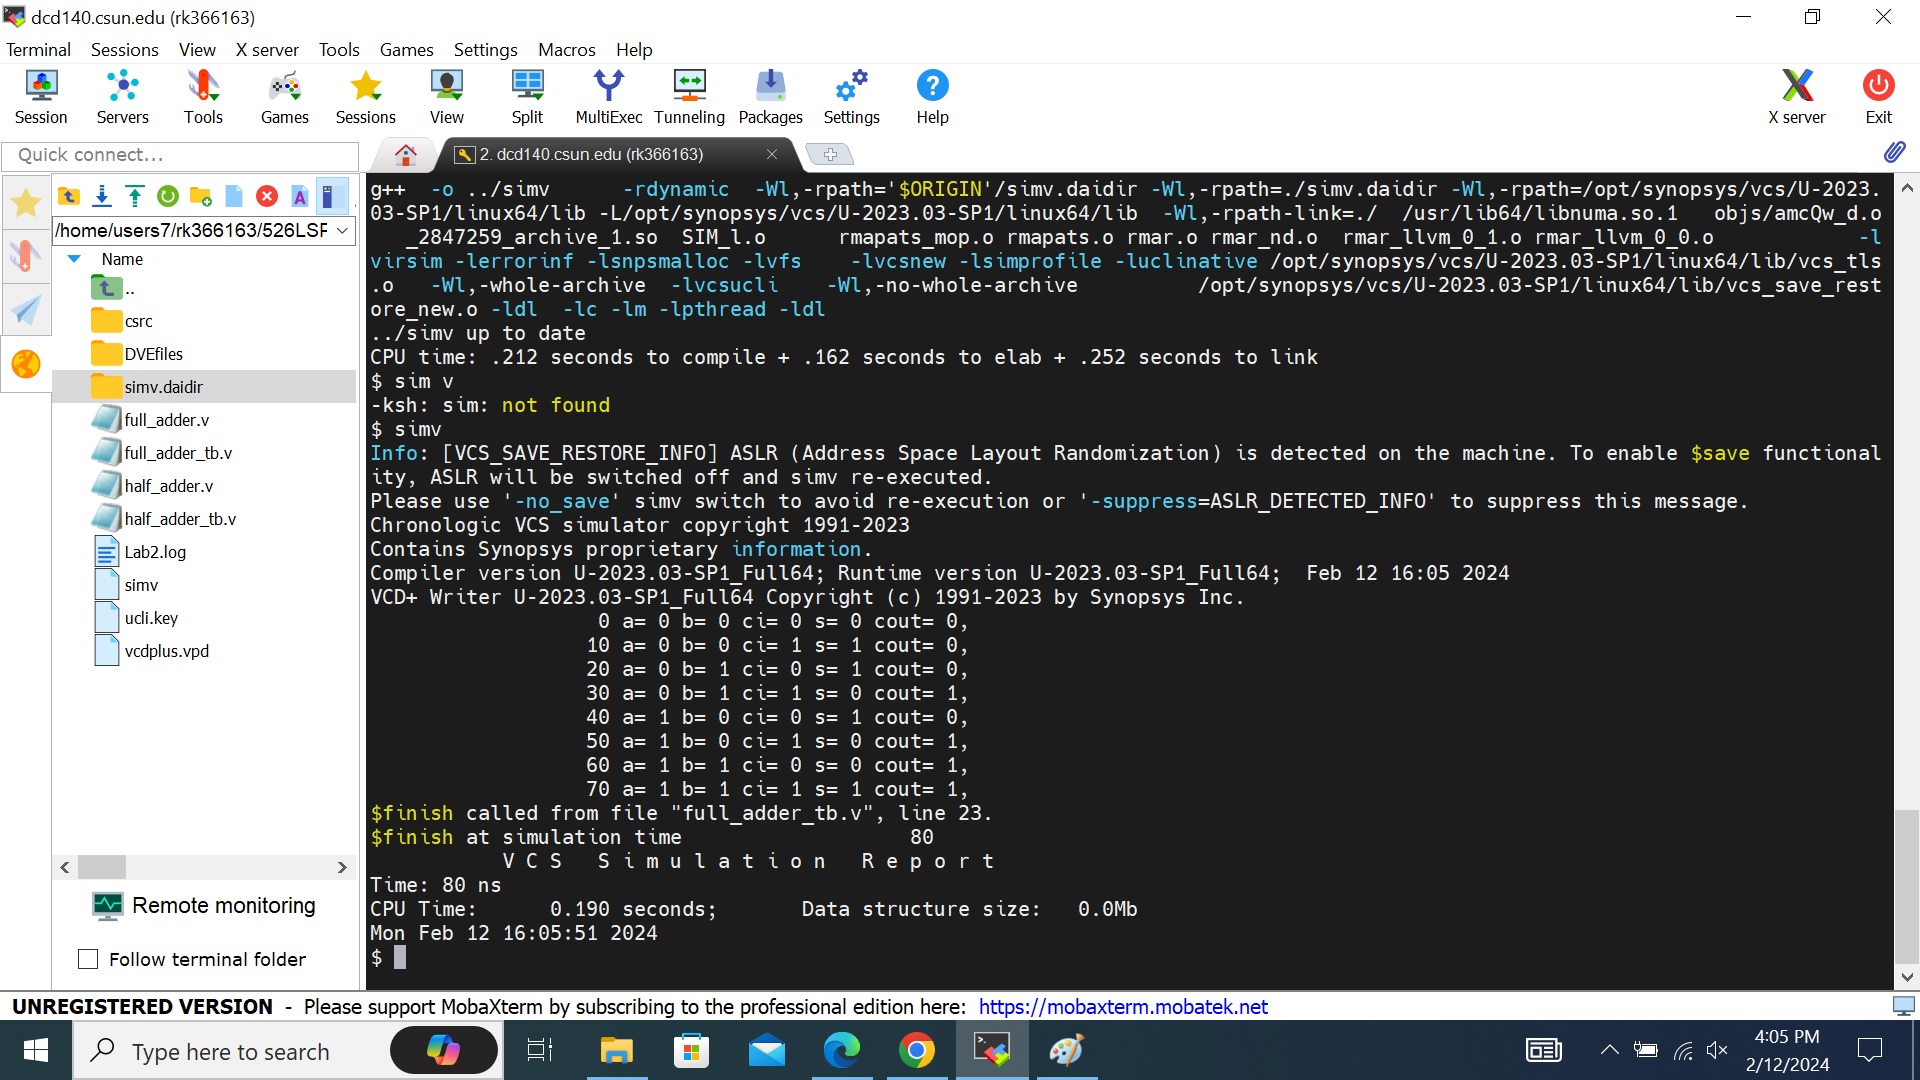 dcd140.csun.edu (rk366163)
Terminal Sessions View X server Tools Games Settings Macros Help
Session Servers Tools Games Sessions View Split MultiExec Tunneling Packages Settings Help X server Exit
Quick connect...
2. dcd140.csun.edu (rk366163)
/home/users7/rk366163/526LSF
Name
..
csrc
DVEfiles
simv.daidir
full_adder.v
full_adder_tb.v
half_adder.v
half_adder_tb.v
Lab2.log
simv
ucli.key
vcdplus.vpd
Remote monitoring
Follow terminal folder
g++  -o ../simv      -rdynamic  -Wl,-rpath='$ORIGIN'/simv.daidir -Wl,-rpath=./simv.daidir -Wl,-rpath=/opt/synopsys/vcs/U-2023.
03-SP1/linux64/lib -L/opt/synopsys/vcs/U-2023.03-SP1/linux64/lib  -Wl,-rpath-link=./  /usr/lib64/libnuma.so.1   objs/amcQw_d.o
   _2847259_archive_1.so  SIM_l.o      rmapats_mop.o rmapats.o rmar.o rmar_nd.o  rmar_llvm_0_1.o rmar_llvm_0_0.o            -l
virsim -lerrorinf -lsnpsmalloc -lvfs    -lvcsnew -lsimprofile -luclinative /opt/synopsys/vcs/U-2023.03-SP1/linux64/lib/vcs_tls
.o   -Wl,-whole-archive  -lvcsucli    -Wl,-no-whole-archive          /opt/synopsys/vcs/U-2023.03-SP1/linux64/lib/vcs_save_rest
ore_new.o -ldl  -lc -lm -lpthread -ldl
../simv up to date
CPU time: .212 seconds to compile + .162 seconds to elab + .252 seconds to link
$ sim v
-ksh: sim: not found
$ simv
Info: [VCS_SAVE_RESTORE_INFO] ASLR (Address Space Layout Randomization) is detected on the machine. To enable $save functional
ity, ASLR will be switched off and simv re-executed.
Please use '-no_save' simv switch to avoid re-execution or '-suppress=ASLR_DETECTED_INFO' to suppress this message.
Chronologic VCS simulator copyright 1991-2023
Contains Synopsys proprietary information.
Compiler version U-2023.03-SP1_Full64; Runtime version U-2023.03-SP1_Full64;  Feb 12 16:05 2024
VCD+ Writer U-2023.03-SP1_Full64 Copyright (c) 1991-2023 by Synopsys Inc.
                   0 a= 0 b= 0 ci= 0 s= 0 cout= 0,
                  10 a= 0 b= 0 ci= 1 s= 1 cout= 0,
                  20 a= 0 b= 1 ci= 0 s= 1 cout= 0,
                  30 a= 0 b= 1 ci= 1 s= 0 cout= 1,
                  40 a= 1 b= 0 ci= 0 s= 1 cout= 0,
                  50 a= 1 b= 0 ci= 1 s= 0 cout= 1,
                  60 a= 1 b= 1 ci= 0 s= 0 cout= 1,
                  70 a= 1 b= 1 ci= 1 s= 1 cout= 1,
$finish called from file "full_adder_tb.v", line 23.
$finish at simulation time                   80
           V C S   S i m u l a t i o n   R e p o r t
Time: 80 ns
CPU Time:      0.190 seconds;       Data structure size:   0.0Mb
Mon Feb 12 16:05:51 2024
$
UNREGISTERED VERSION - Please support MobaXterm by subscribing to the professional edition here: https://mobaxterm.mobatek.net
Type here to search
4:05 PM
2/12/2024